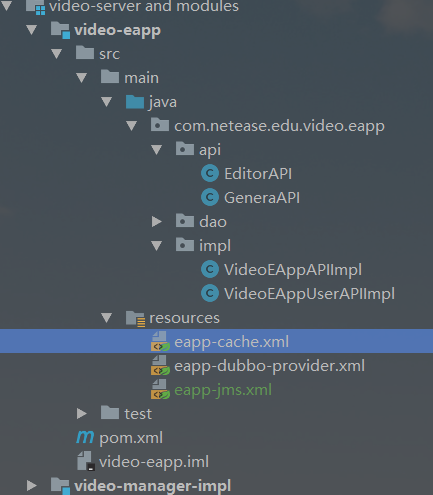 video-server and modules
video-eapp
src
main
java
com.netease.edu.video.eapp
api
EditorAPI
GeneraAPI
dao
impl
VideoEAppAPIImpl
VideoEAppUserAPIImpl
resources
eapp-cache.xml
eapp-dubbo-provider.xml
eapp-jms.xml
test
pom.xml
video-eapp.iml
video-manager-impl